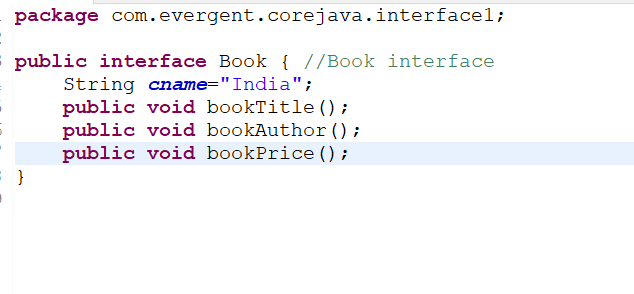 package com.evergent.corejava.interface1;
public interface Book { //Book interface
String cname="India";
public void bookTitle();
public void bookAuthor();
public void bookPrice();
}